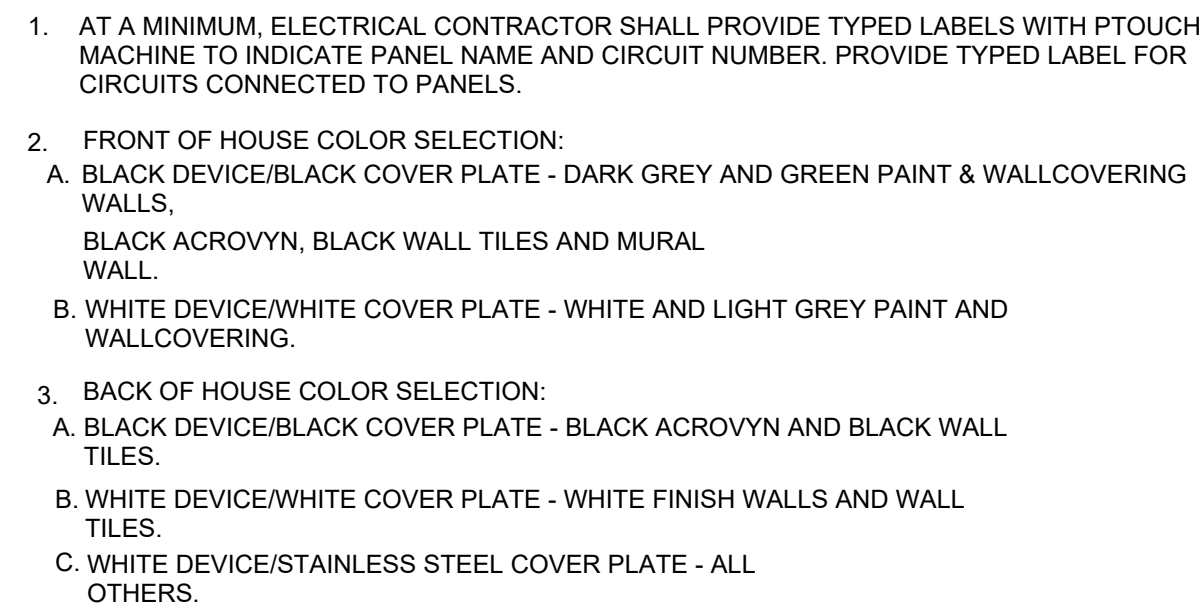 1. AT A MINIMUM, ELECTRICAL CONTRACTOR SHALL PROVIDE TYPED LABELS WITH PTOUCH
MACHINE TO INDICATE PANEL NAME AND CIRCUIT NUMBER. PROVIDE TYPED LABEL FOR
CIRCUITS CONNECTED TO PANELS.
2. FRONT OF HOUSE COLOR SELECTION:
A. BLACK DEVICE/BLACK COVER PLATE - DARK GREY AND GREEN PAINT & WALLCOVERING
WALLS,
BLACK ACROVYN, BLACK WALL TILES AND MURAL
WALL.
B. WHITE DEVICE/WHITE COVER PLATE - WHITE AND LIGHT GREY PAINT AND
WALLCOVERING.
3. BACK OF HOUSE COLOR SELECTION:
A. BLACK DEVICE/BLACK COVER PLATE - BLACK ACROVYN AND BLACK WALL
TILES.
B. WHITE DEVICE/WHITE COVER PLATE - WHITE FINISH WALLS AND WALL
TILES.
C. WHITE DEVICE/STAINLESS STEEL COVER PLATE - ALL
OTHERS.